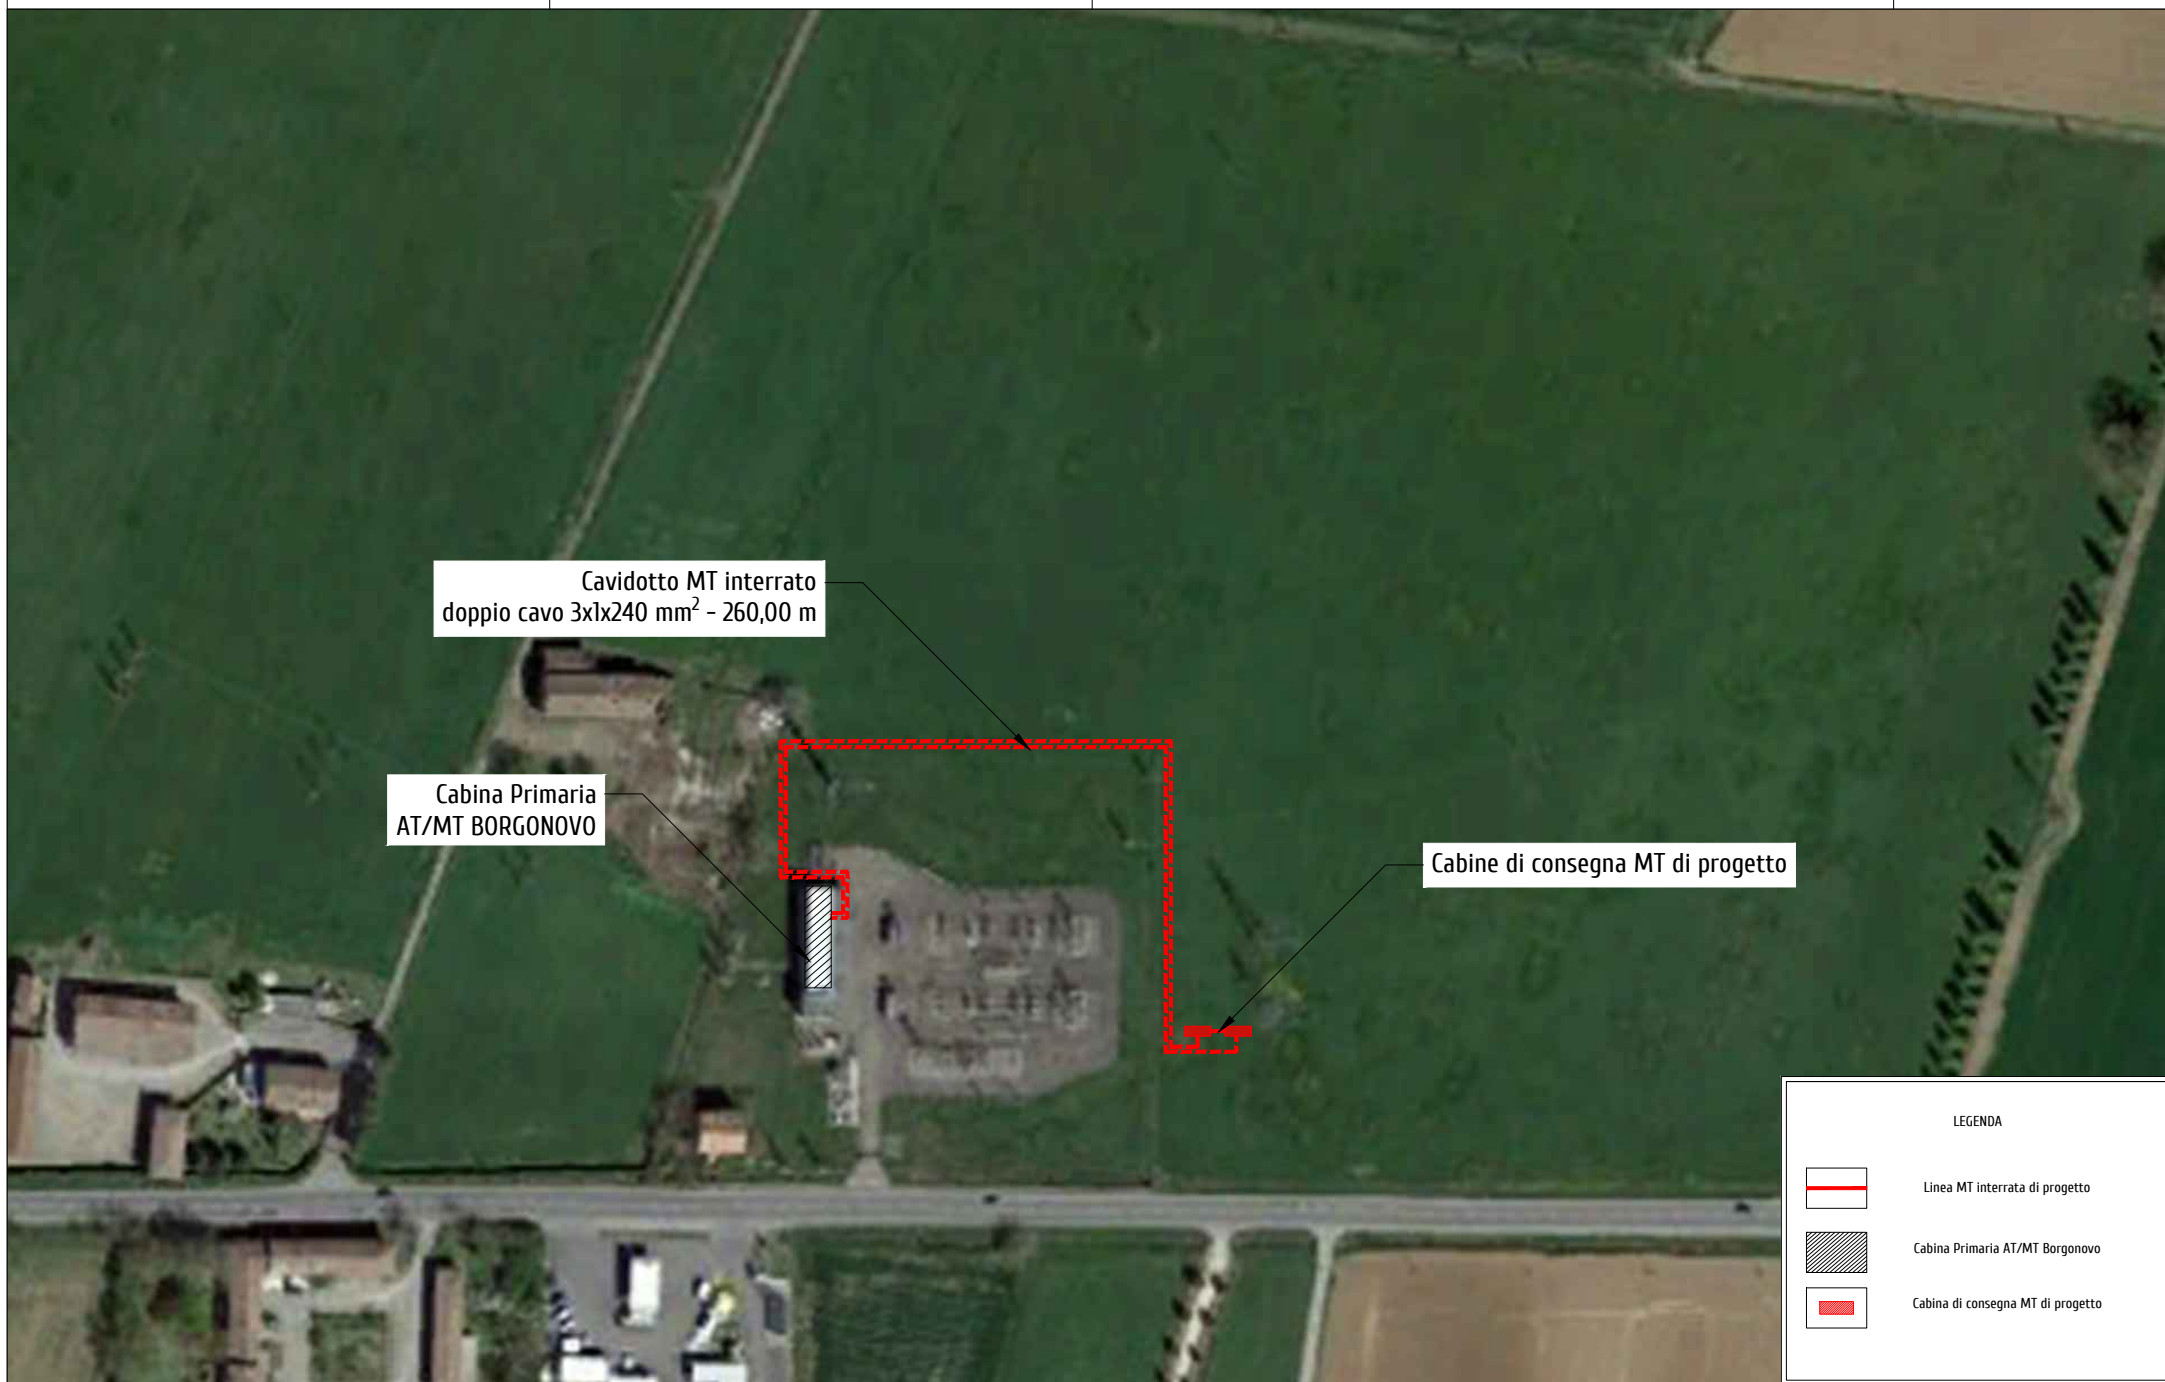 Cavidotto MT interrato
doppio cavo 3x1x240 mm² - 260,00 m
Cabina Primaria
AT/MT BORGONOVO
Cabine di consegna MT di progetto
LEGENDA
Linea MT interrata di progetto
Cabina Primaria AT/MT Borgonovo
Cabina di consegna MT di progetto